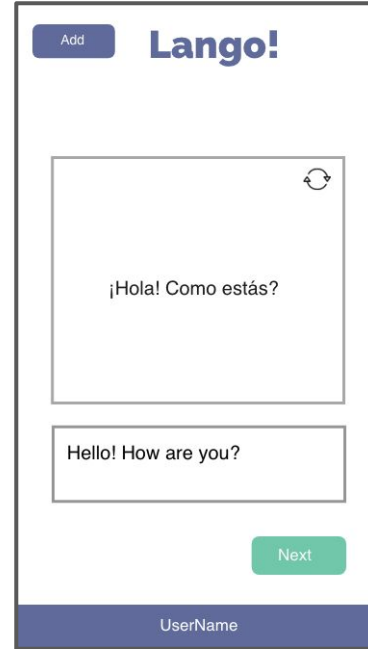 Add
Lango!
¡Hola! Como estás?
Hello! How are you?
Next
UserName